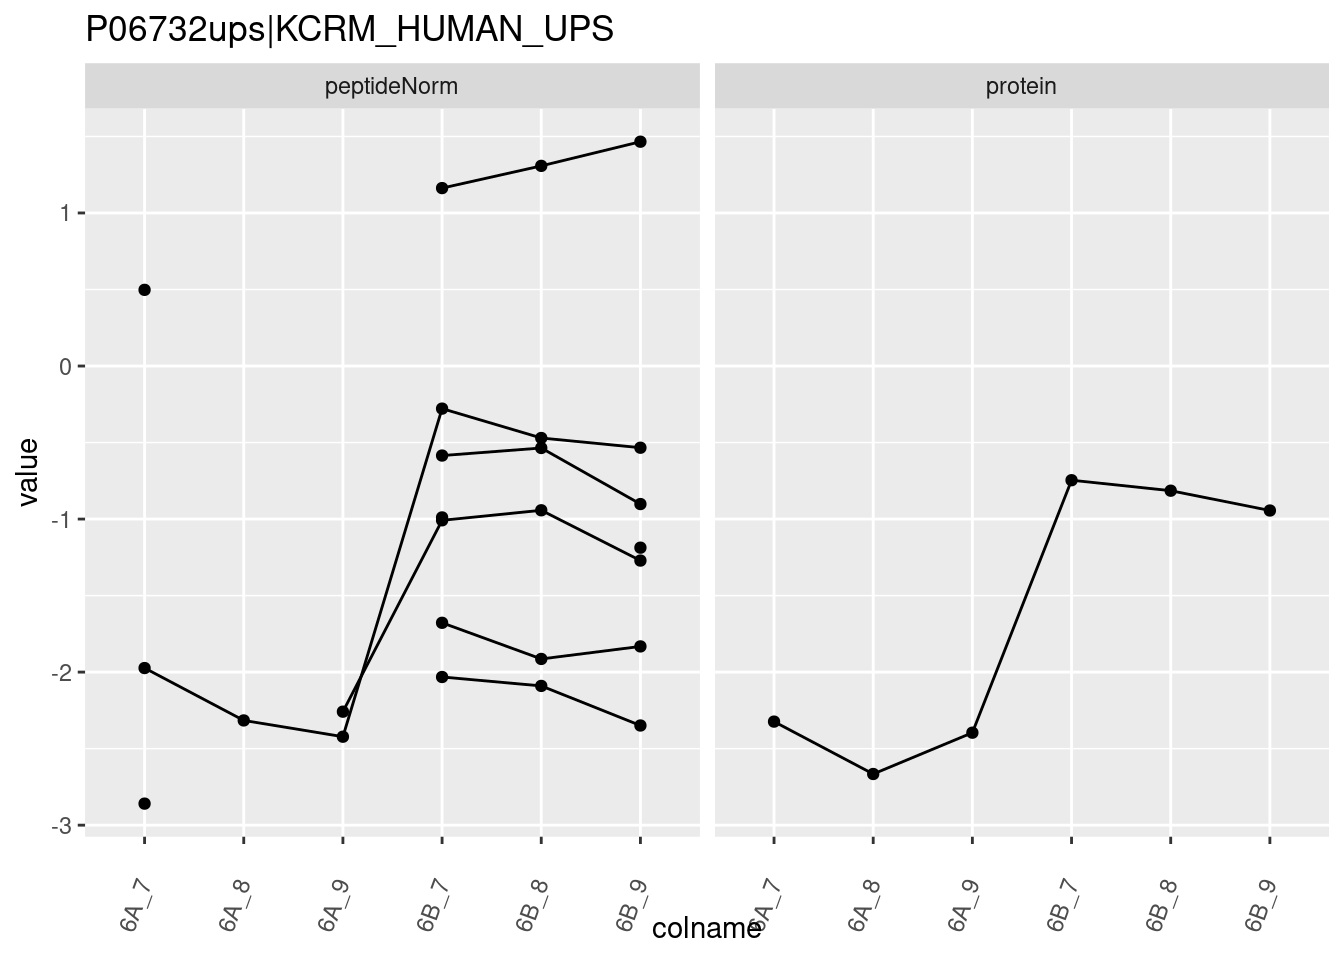 P06732ups|KCRM_HUMAN_UPS
peptideNorm
protein
value
1
0
-1
-2
-3
6A_7
6A_8
6A_9
6B_7
6B_8
6B_9
6A_7
6A_8
6A_9
6B_7
6B_8
6B_9
colname